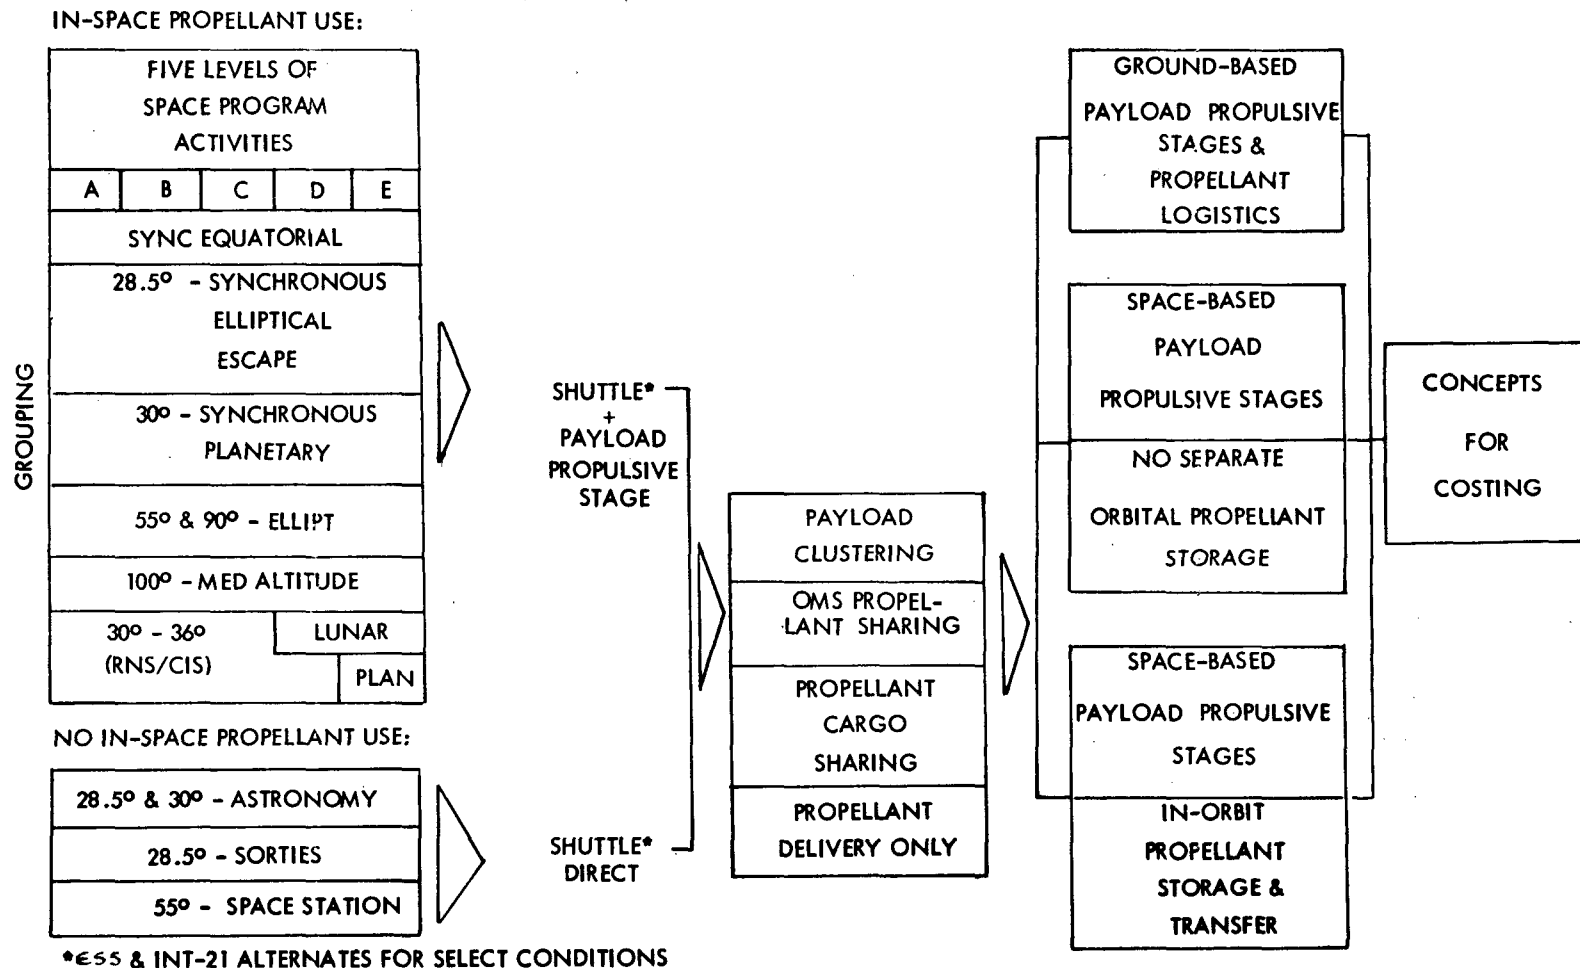 IN-SPACE PROPELLANT USE:
FIVE LEVELS OF
SPACE PROGRAM
ACTIVITIES
A B C D E
SYNC EQUATORIAL
28.5° - SYNCHRONOUS
ELLIPTICAL
ESCAPE
30° - SYNCHRONOUS
PLANETARY
55° & 90° - ELLIPT
100° - MED ALTITUDE
30° - 36°
(RNS/CIS)
LUNAR
PLAN
GROUPING
NO IN-SPACE PROPELLANT USE:
28.5° & 30° - ASTRONOMY
28.5° - SORTIES
55° - SPACE STATION
*ESS & INT-21 ALTERNATES FOR SELECT CONDITIONS
SHUTTLE*
+
PAYLOAD
PROPULSIVE
STAGE
SHUTTLE*
DIRECT
PAYLOAD
CLUSTERING
OMS PROPEL-
LANT SHARING
PROPELLANT
CARGO
SHARING
PROPELLANT
DELIVERY ONLY
GROUND-BASED
PAYLOAD PROPULSIVE
STAGES &
PROPELLANT
LOGISTICS
SPACE-BASED
PAYLOAD
PROPULSIVE STAGES
NO SEPARATE
ORBITAL PROPELLANT
STORAGE
SPACE-BASED
PAYLOAD PROPULSIVE
STAGES
IN-ORBIT
PROPELLANT
STORAGE &
TRANSFER
CONCEPTS
FOR
COSTING